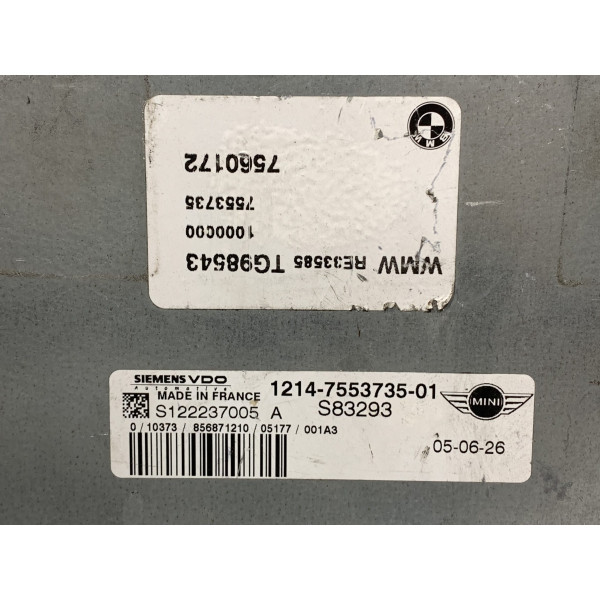 BMW
WMW RE33585 TG98543
1000C00
7553735
7560172
SIEMENS VDO
Automotive
MADE IN FRANCE
1214-7553735-01
MINI
S122237005 A
S83293
0 / 10373 / 856871210 / 05177 / 001A3
05-06-26